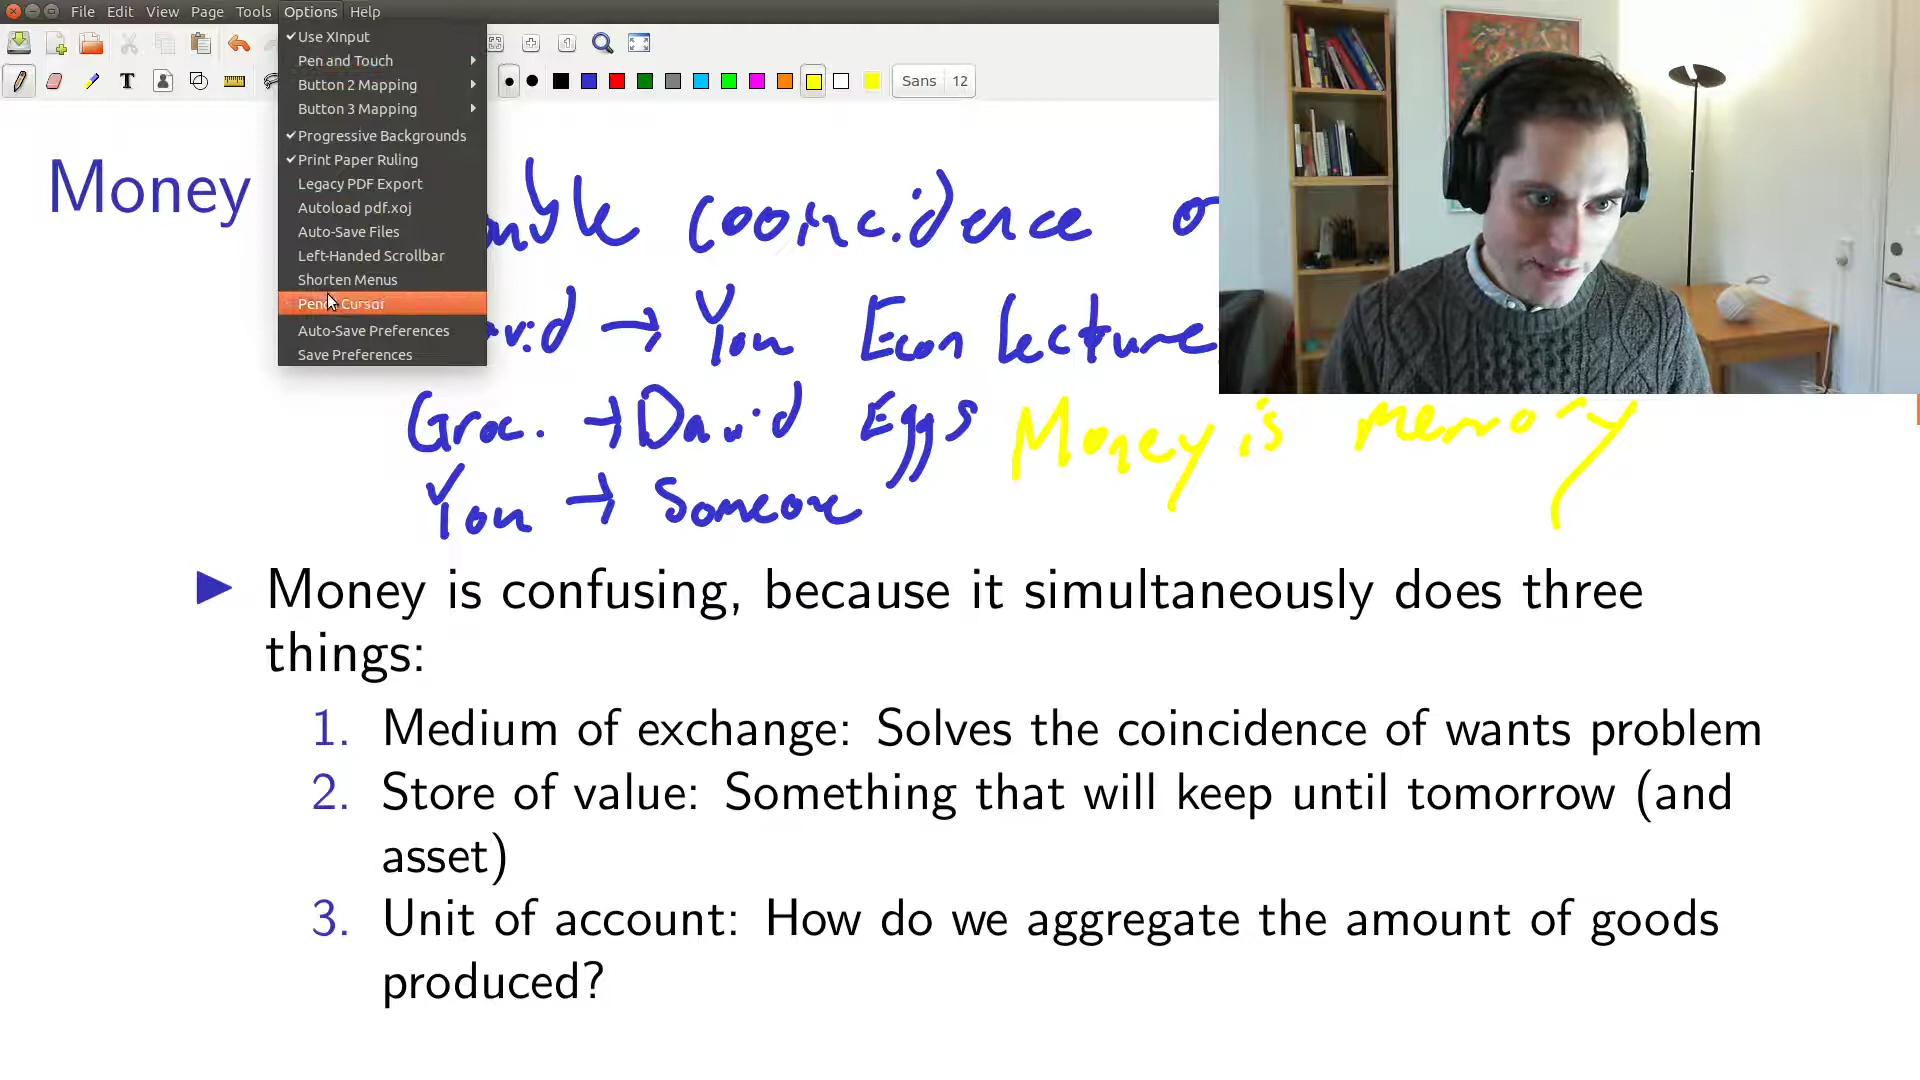 File Edit View Page Tools Options Help
Sans 12
Use XInput
Pen and Touch
Button 2 Mapping
Button 3 Mapping
Progressive Backgrounds
Print Paper Ruling
Legacy PDF Export
Autoload pdf.xoj
Auto-Save Files
Left-Handed Scrollbar
Shorten Menus
Pencil Cursor
Auto-Save Preferences
Save Preferences
Money
coincidence o
→ You Econ lecture
Groc. → David Eggs Money is memory
You → Someone
Money is confusing, because it simultaneously does three
things:
1. Medium of exchange: Solves the coincidence of wants problem
2. Store of value: Something that will keep until tomorrow (and
asset)
3. Unit of account: How do we aggregate the amount of goods
produced?